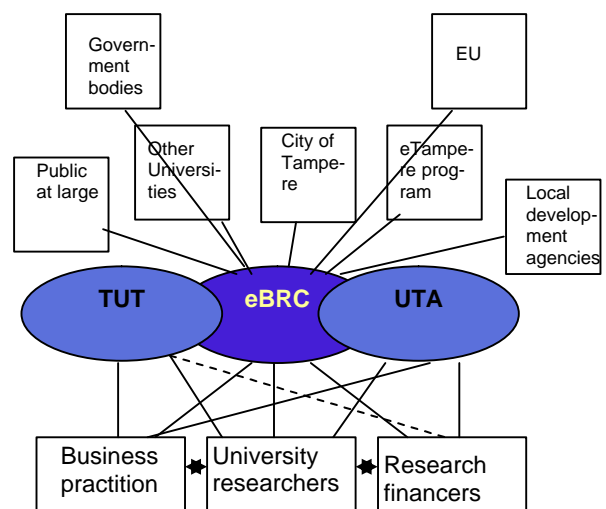 Govern-
ment
bodies
EU
Other
Universi-
ties
City of
Tampe-
re
eTampe-
re prog-
ram
Public
at large
Local
develop-
ment
agencies
TUT
eBRC
UTA
Business
practition
University
researchers
Research
financers